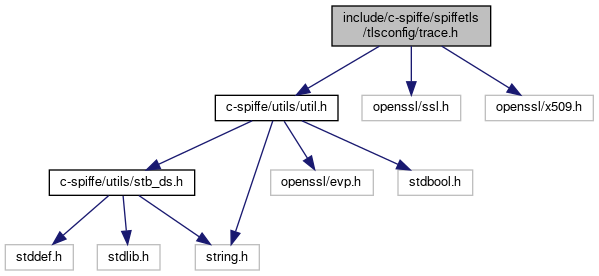 include/c-spiffe/spiffetls
/tlsconfig/trace.h
c-spiffe/utils/util.h
openssl/ssl.h
openssl/x509.h
c-spiffe/utils/stb_ds.h
openssl/evp.h
stdbool.h
stddef.h
stdlib.h
string.h